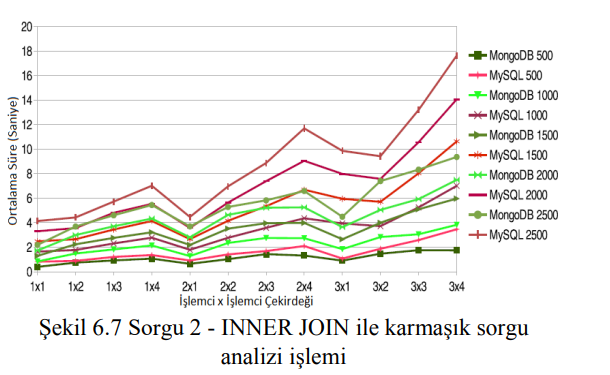 20
18
16
14
12
10
8
6
4
2
0
Ortalama Süre (Saniye)
1x1
1x2
1x3
1x4
2x1
2x2
2x3
2x4
3x1
3x2
3x3
3x4
İşlemci x İşlemci Çekirdeği
MongoDB 500
MySQL 500
MongoDB 1000
MySQL 1000
MongoDB 1500
MySQL 1500
MongoDB 2000
MySQL 2000
MongoDB 2500
MySQL 2500
Şekil 6.7 Sorgu 2 - INNER JOIN ile karmaşık sorgu
analizi işlemi